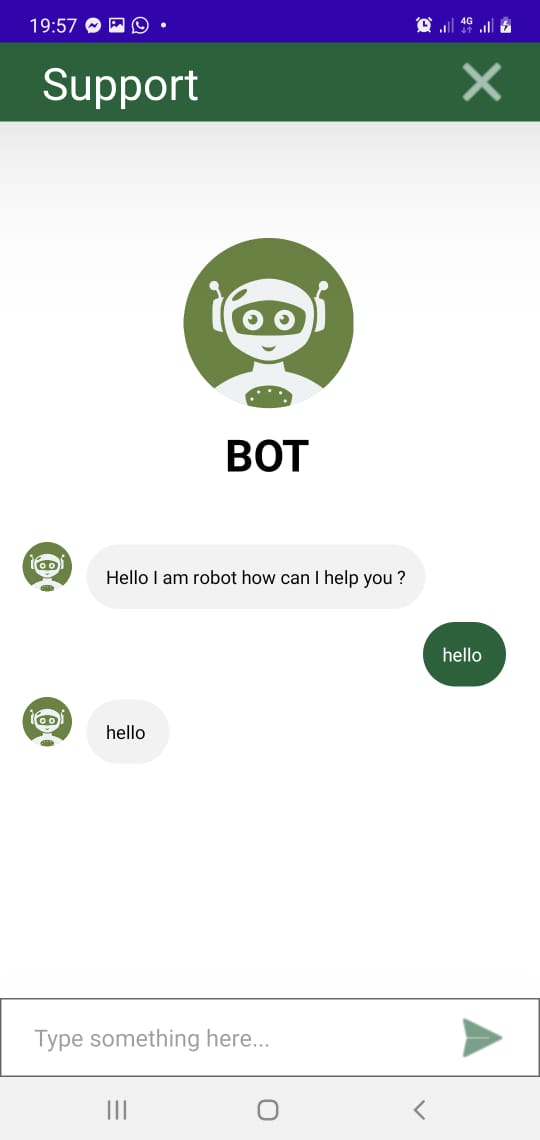 19:57
4G
Support
BOT
Hello I am robot how can I help you ?
hello
hello
Type something here...